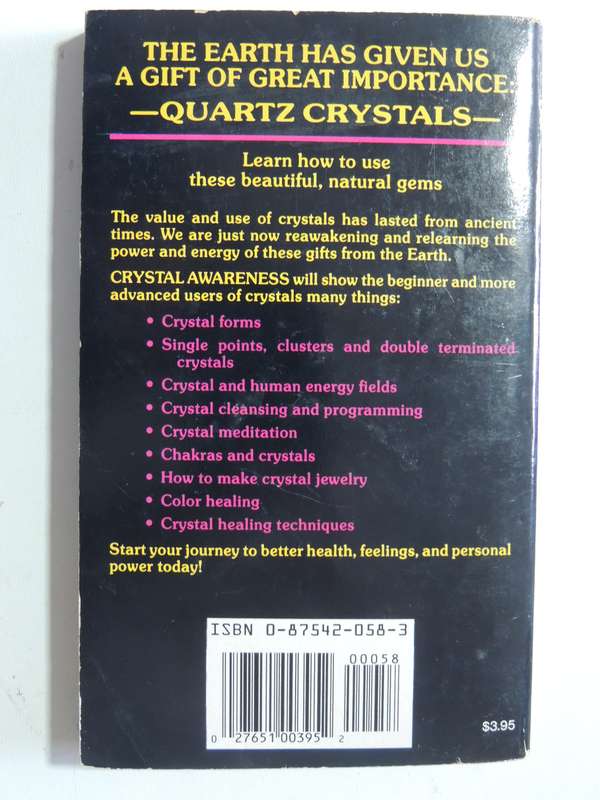 THE EARTH HAS GIVEN US
A GIFT OF GREAT IMPORTANCE:
—QUARTZ CRYSTALS—
Learn how to use
these beautiful, natural gems
The value and use of crystals has lasted from ancient
times. We are just now reawakening and relearning the
power and energy of these gifts from the Earth.
CRYSTAL AWARENESS will show the beginner and more
advanced users of crystals many things:
• Crystal forms
• Single points, clusters and double terminated
crystals
• Crystal and human energy fields
• Crystal cleansing and programming
• Crystal meditation
• Chakras and crystals
• How to make crystal jewelry
• Color healing
• Crystal healing techniques
Start your journey to better health, feelings, and personal
power today!
ISBN 0-87542-058-3
00058
0 27651 00395 2
$3.95